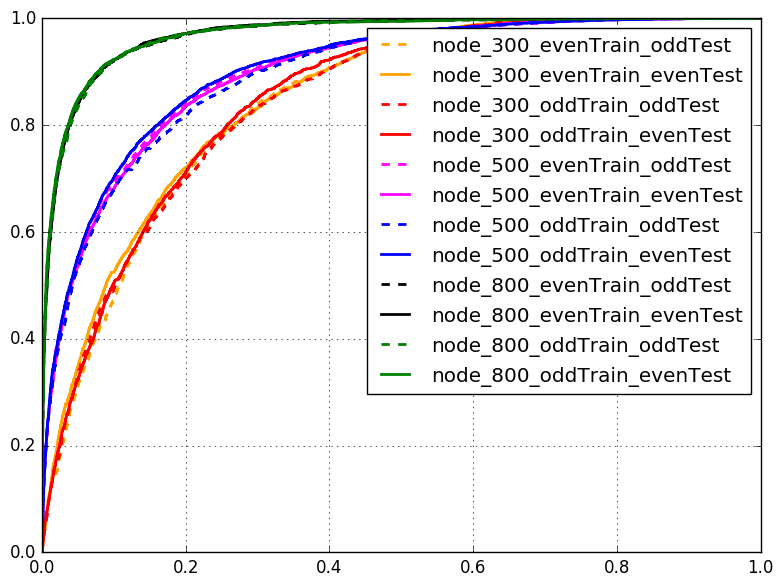 1.0
node_300_evenTrain_oddTest
node_300_evenTrain_evenTest
node_300_oddTrain_oddTest
node_300_oddTrain_evenTest
node_500_evenTrain_oddTest
node_500_evenTrain_evenTest
node_500_oddTrain_oddTest
node_500_oddTrain_evenTest
node_800_evenTrain_oddTest
node_800_evenTrain_evenTest
node_800_oddTrain_oddTest
node_800_oddTrain_evenTest
0.8
0.6
0.4
0.2
0.0
0.0 0.2 0.4 0.6 0.8 1.0